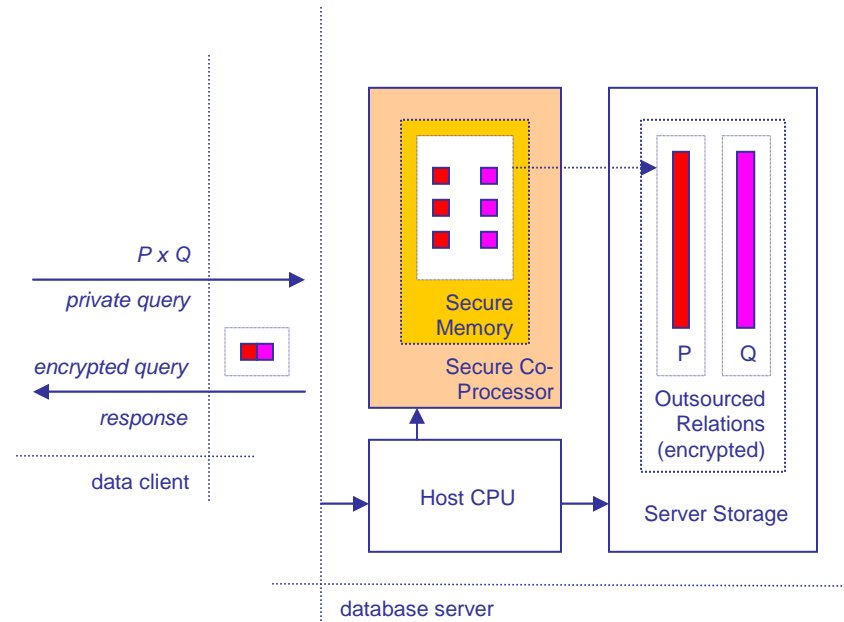 P x Q
private query
encrypted query
response
data client
Secure
Memory
Secure Co-
Processor
Host CPU
P
Q
Outsourced
Relations
(encrypted)
Server Storage
database server